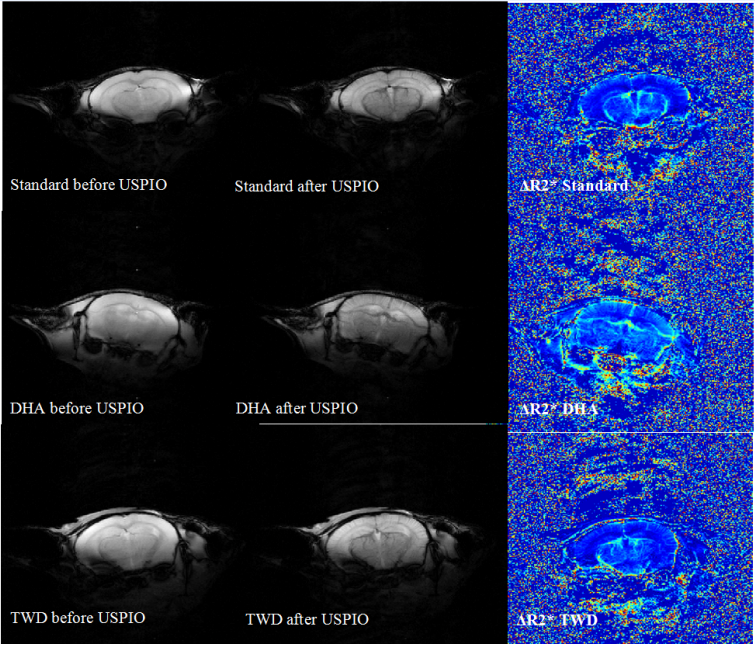 Standard before USPIO
Standard after USPIO
ΔR2* Standard
DHA before USPIO
DHA after USPIO
ΔR2* DHA
TWD before USPIO
TWD after USPIO
ΔR2* TWD